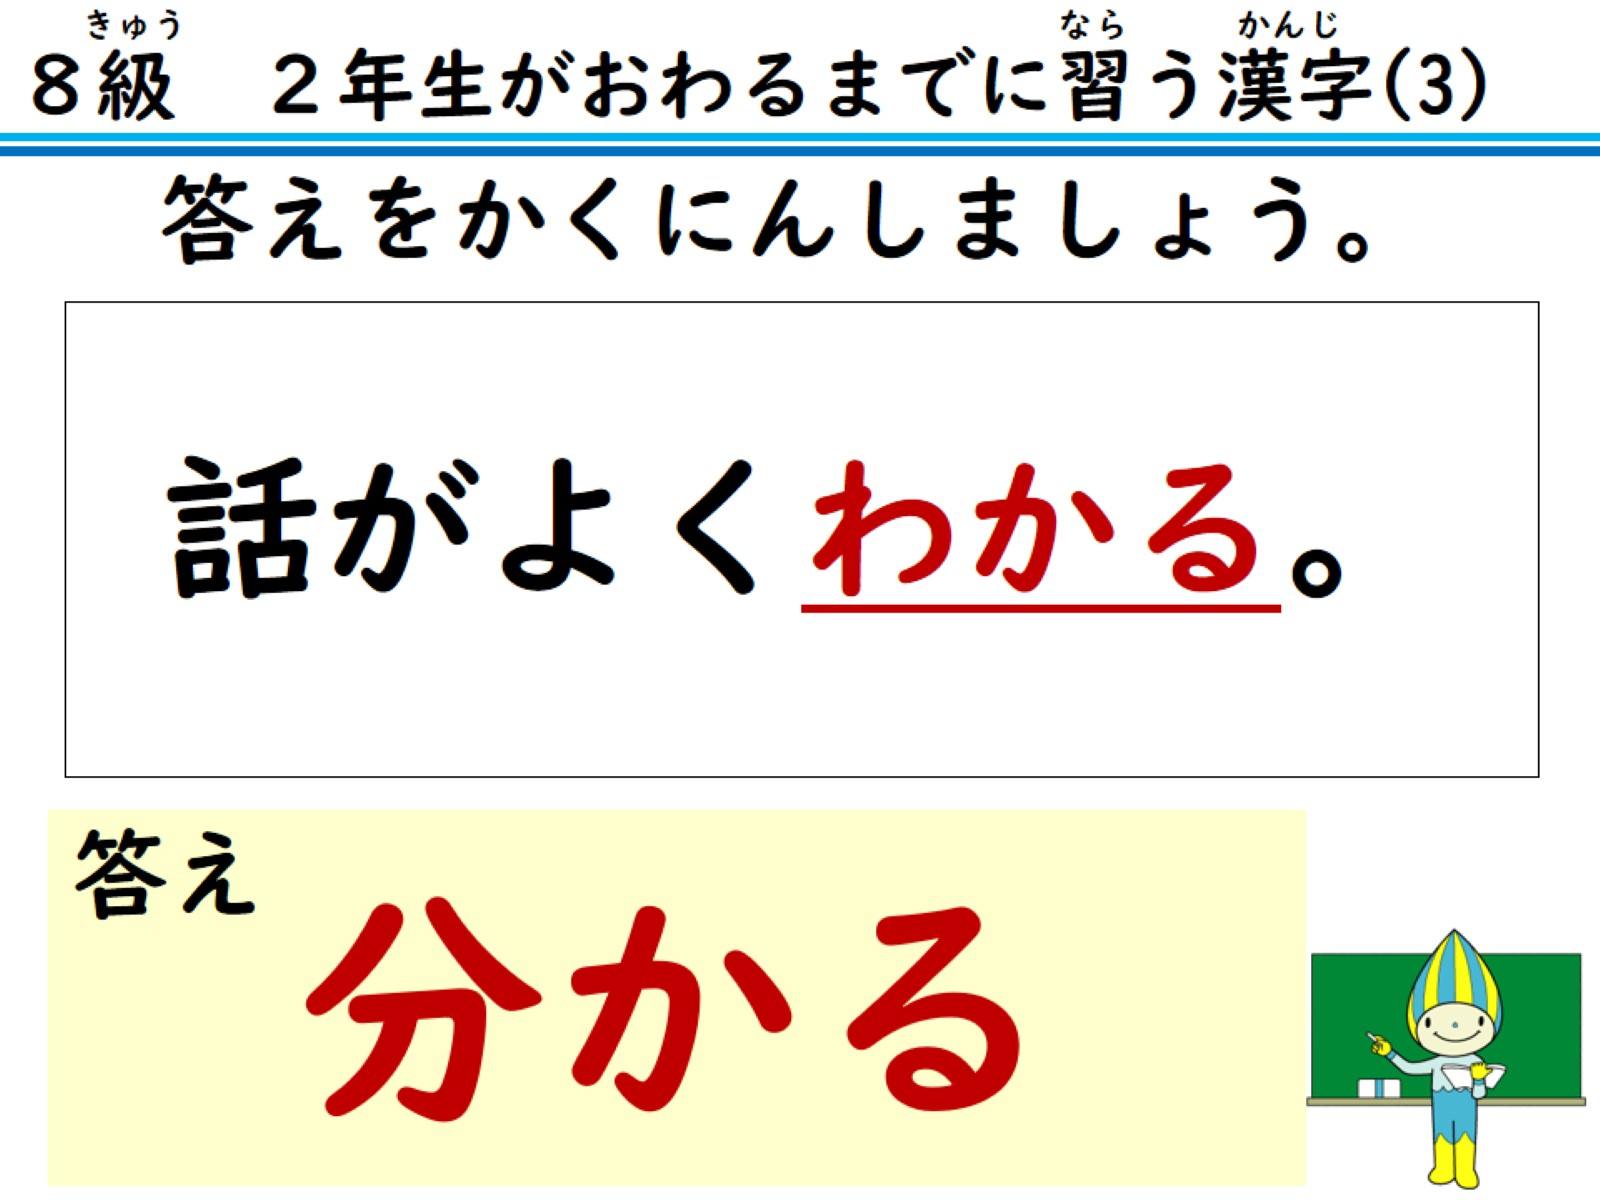 きゅう なら かんじ
８級　２年生がおわるまでに習う漢字(3)
答えをかくにんしましょう。
話がよくわかる。
答え
分かる